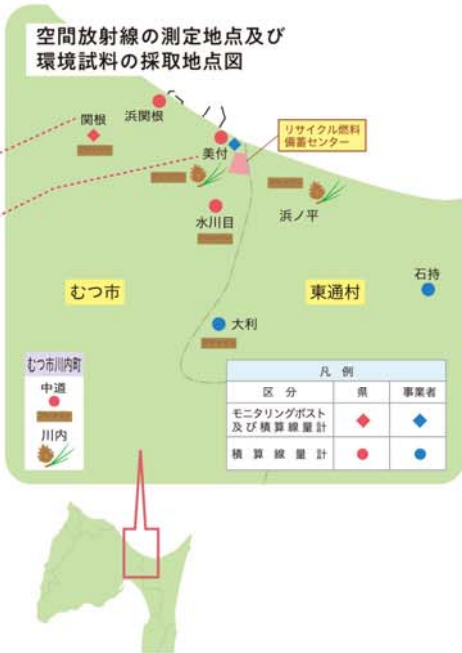 空間放射線の測定地点及び
環境試料の採取地点図
関根
浜関根
美付
リサイクル燃料
備蓄センター
水川目
浜ノ平
むつ市
東通村
石持
大利
むつ市川内町
中道
川内
凡 例
区 分 県 事業者
モニタリングポスト
及び積算線量計
積 算 線 量 計